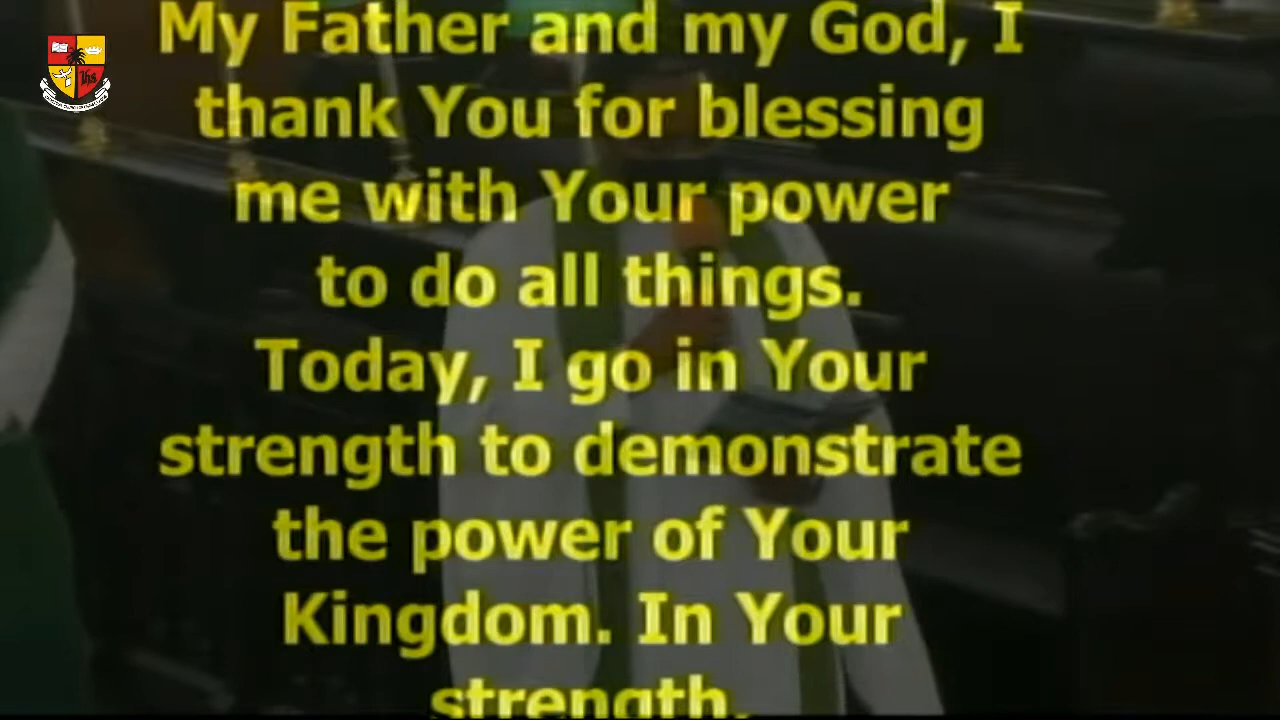 My Father and my God, I
thank You for blessing
me with Your power
to do all things.
Today, I go in Your
strength to demonstrate
the power of Your
Kingdom. In Your
strength,
Ihs